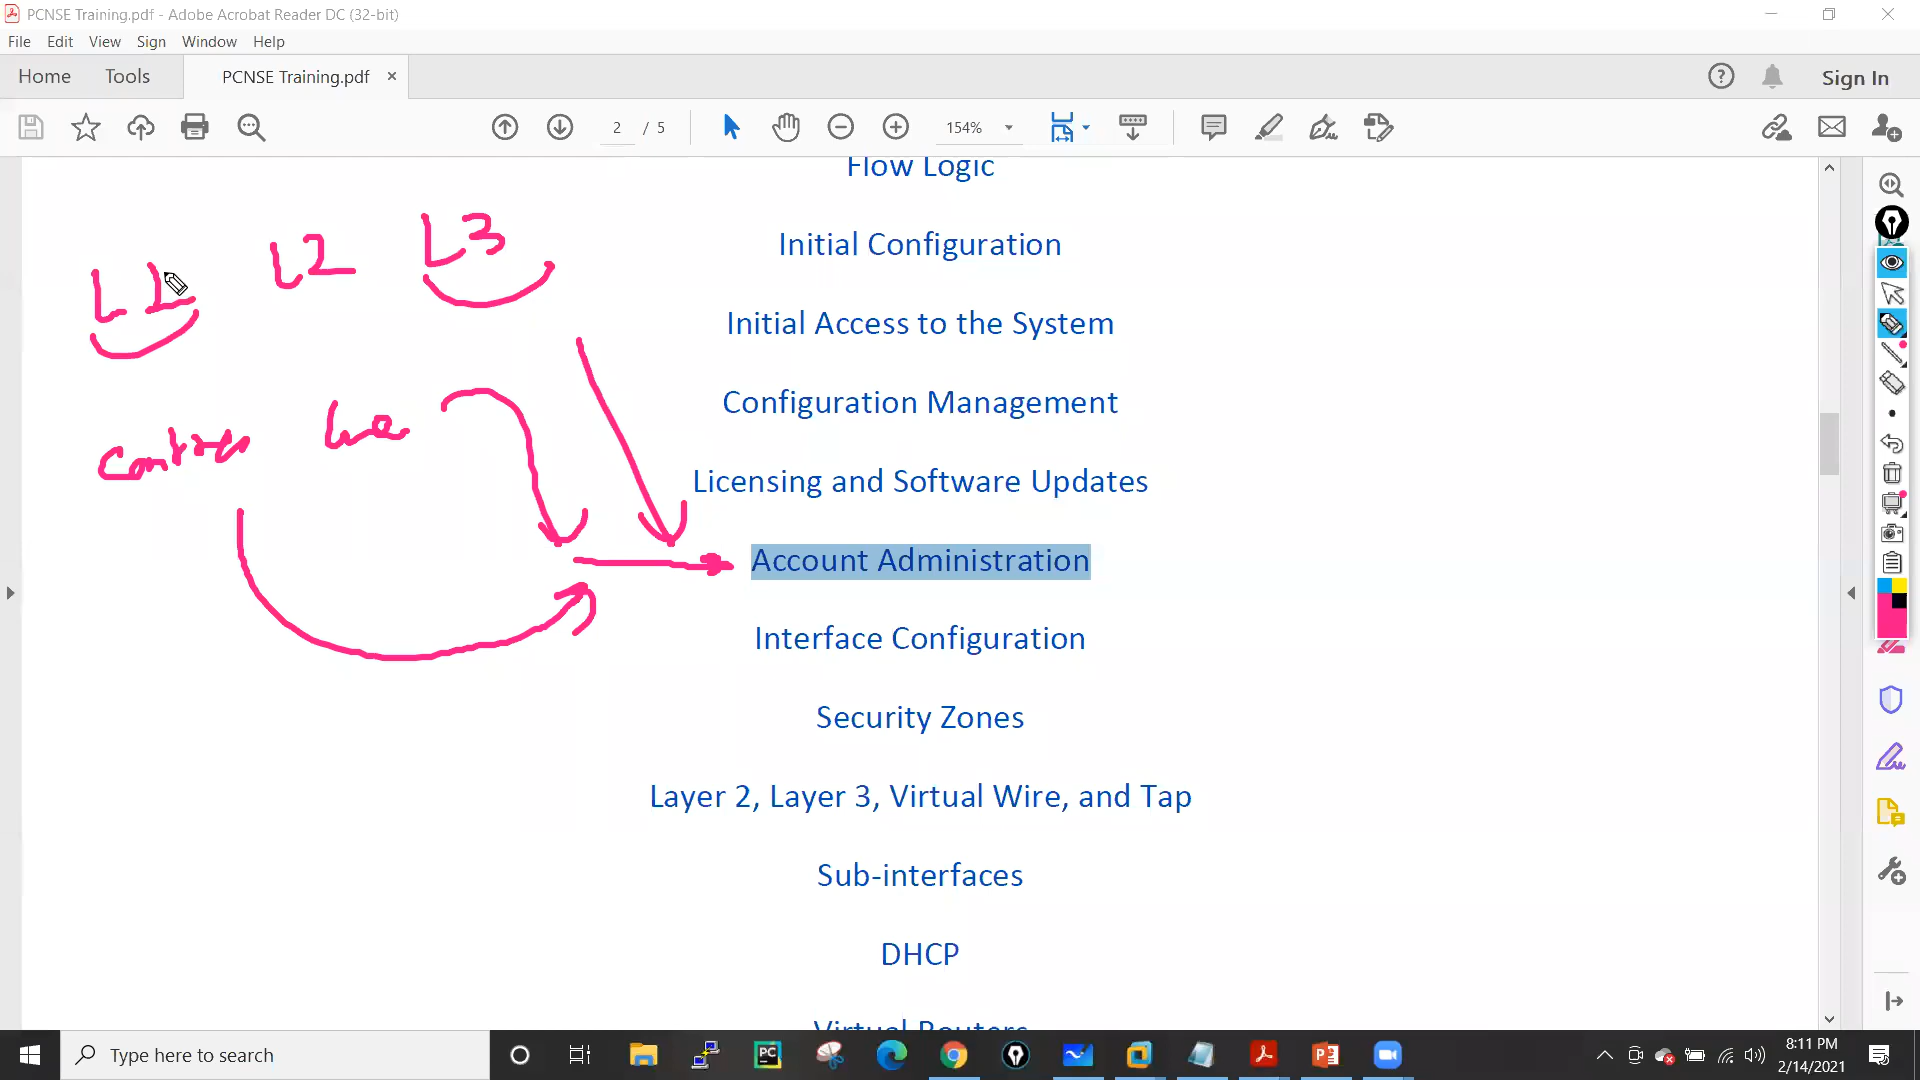 PCNSE Training.pdf - Adobe Acrobat Reader DC (32-bit)
File Edit View Sign Window Help
Home Tools PCNSE Training.pdf × Sign In
2 / 5 154%
Flow Logic
L1 L2 L3
Initial Configuration
Initial Access to the System
Configuration Management
Licensing and Software Updates
Account Administration
Interface Configuration
Security Zones
Layer 2, Layer 3, Virtual Wire, and Tap
Sub-interfaces
DHCP
Virtual Routers
Type here to search
8:11 PM
2/14/2021